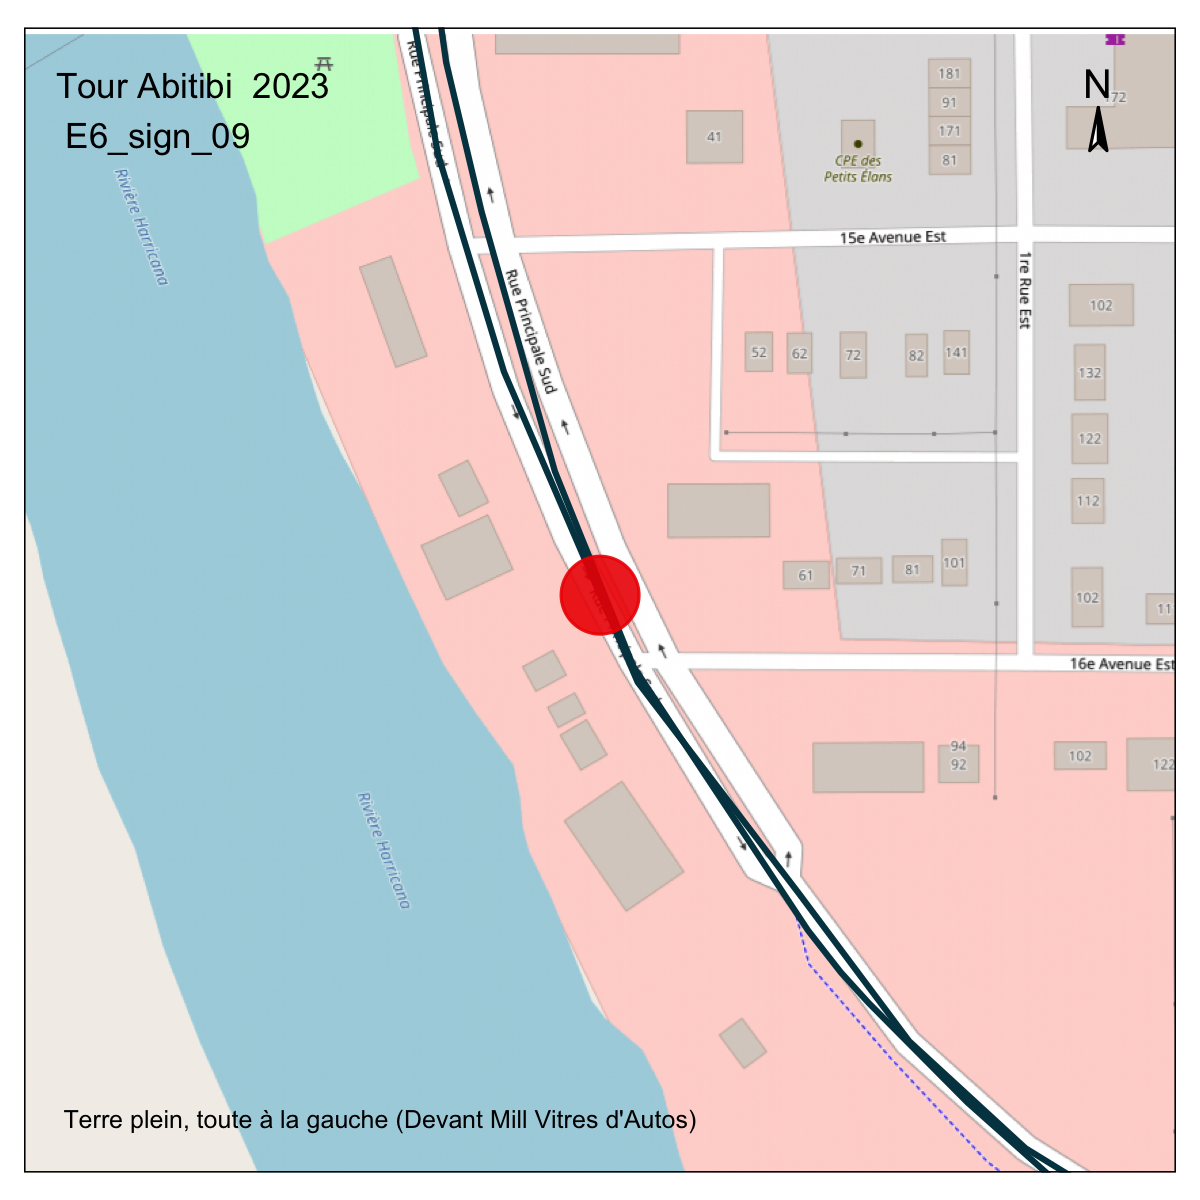 Tour Abitibi  2023
E6_sign_09
N
Rue Principale Sud
Rivière Harricana
41
181
91
171
81
CPE des
Petits Élans
15e Avenue Est
Rue Principale Sud
1re Rue Est
102
52
62
72
82
141
132
122
112
61
71
81
101
102
11
16e Avenue Est
94
92
102
122
Rivière Harricana
Terre plein, toute à la gauche (Devant Mill Vitres d'Autos)